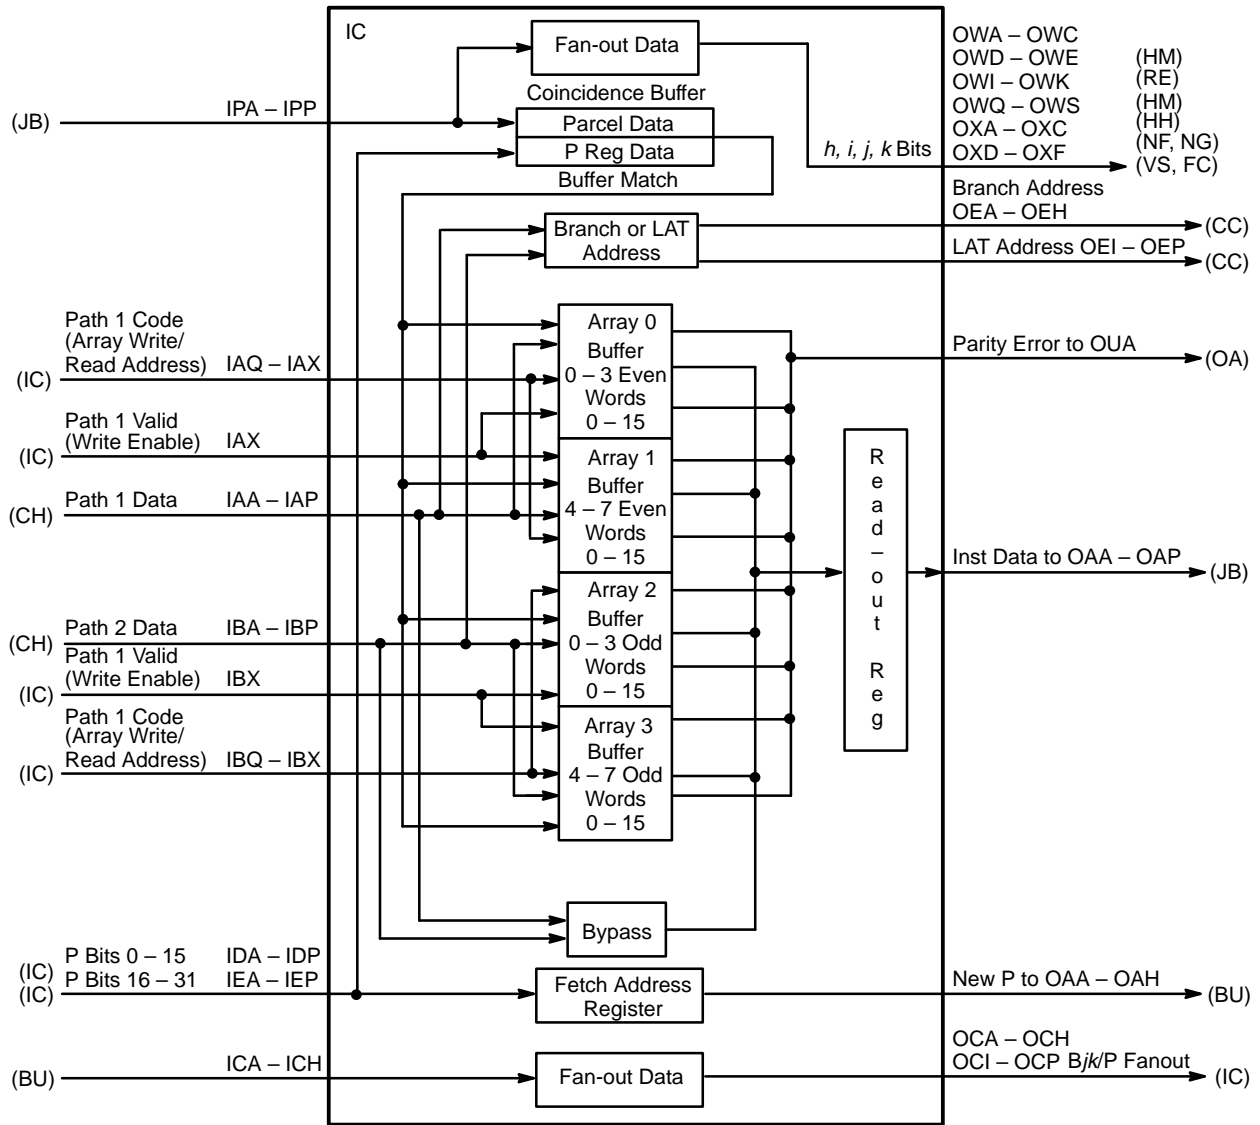 IC
Fan-out Data
OWA – OWC
OWD – OWE (HM)
OWI – OWK (RE)
OWQ – OWS (HM)
OXA – OXC (HH)
OXD – OXF (NF, NG)
(VS, FC)
h, i, j, k Bits
Coincidence Buffer
(JB) IPA – IPP
Parcel Data
P Reg Data
Buffer Match
Branch Address
OEA – OEH
(CC)
Branch or LAT
Address
LAT Address OEI – OEP
(CC)
Path 1 Code
(Array Write/
Read Address) IAQ – IAX
(IC)
Path 1 Valid
(Write Enable) IAX
(IC)
Path 1 Data IAA – IAP
(CH)
Path 2 Data IBA – IBP
(CH)
Path 1 Valid
(Write Enable) IBX
(IC)
Path 1 Code
(Array Write/
Read Address) IBQ – IBX
(IC)
Array 0
Buffer
0 – 3 Even
Words
0 – 15
Array 1
Buffer
4 – 7 Even
Words
0 – 15
Array 2
Buffer
0 – 3 Odd
Words
0 – 15
Array 3
Buffer
4 – 7 Odd
Words
0 – 15
Parity Error to OUA
(OA)
Read–out Reg
Inst Data to OAA – OAP
(JB)
Bypass
P Bits 0 – 15 IDA – IDP
(IC)
P Bits 16 – 31 IEA – IEP
(IC)
Fetch Address
Register
New P to OAA – OAH
(BU)
ICA – ICH
(BU)
Fan-out Data
OCA – OCH
OCI – OCP Bjk/P Fanout
(IC)